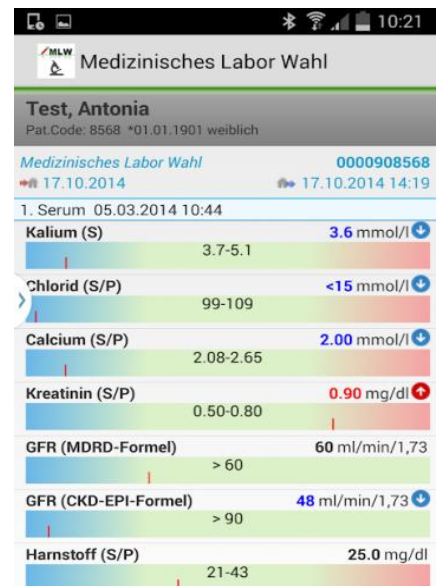 10:21
MLW
Medizinisches Labor Wahl
Test, Antonia
Pat.Code: 8568 *01.01.1901 weiblich
Medizinisches Labor Wahl 0000908568
17.10.2014 17.10.2014 14:19
1. Serum 05.03.2014 10:44
Kalium (S) 3.6 mmol/l
3.7-5.1
Chlorid (S/P) <15 mmol/l
99-109
Calcium (S/P) 2.00 mmol/l
2.08-2.65
Kreatinin (S/P) 0.90 mg/dl
0.50-0.80
GFR (MDRD-Formel) 60 ml/min/1,73
> 60
GFR (CKD-EPI-Formel) 48 ml/min/1,73
> 90
Harnstoff (S/P) 25.0 mg/dl
21-43